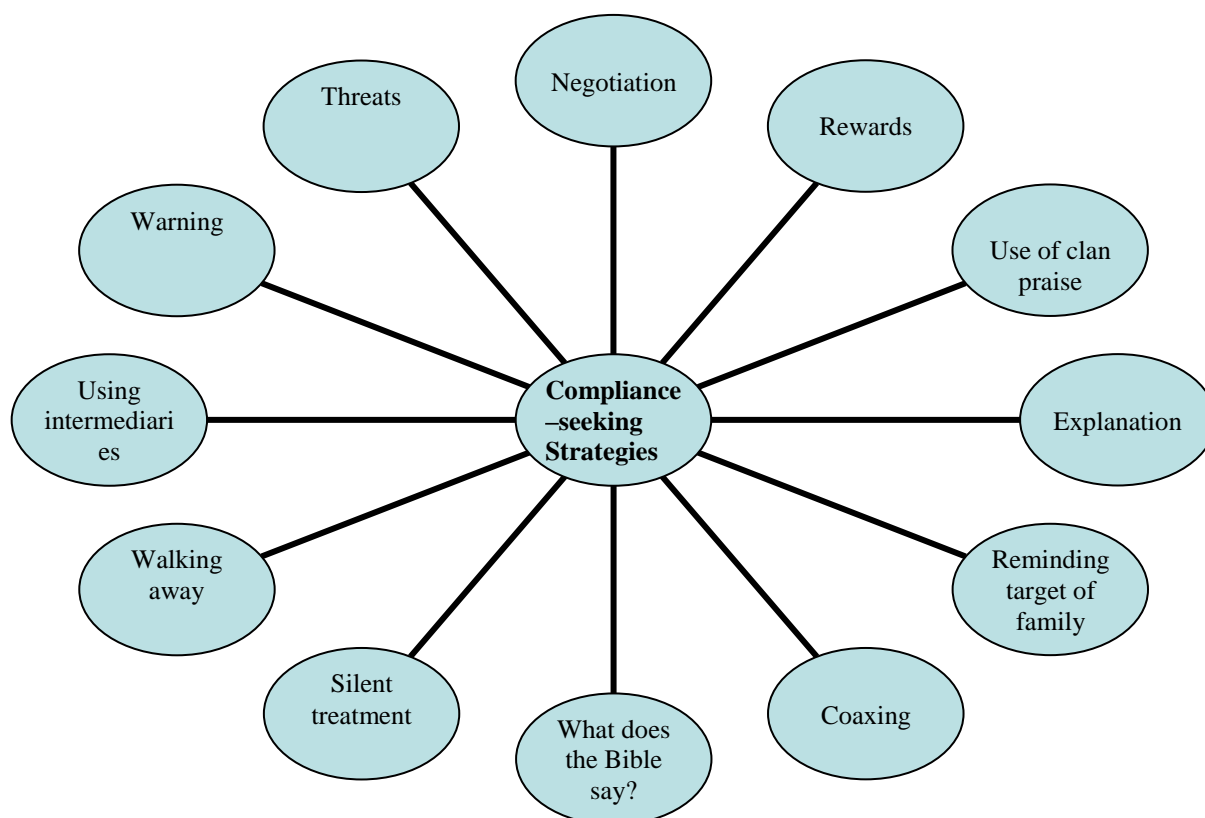 Negotiation
Threats
Rewards
Warning
Use of clan
praise
Compliance
–seeking
Strategies
Using
intermediari
es
Explanation
Walking
away
Reminding
target of
family
Silent
treatment
Coaxing
What does
the Bible
say?